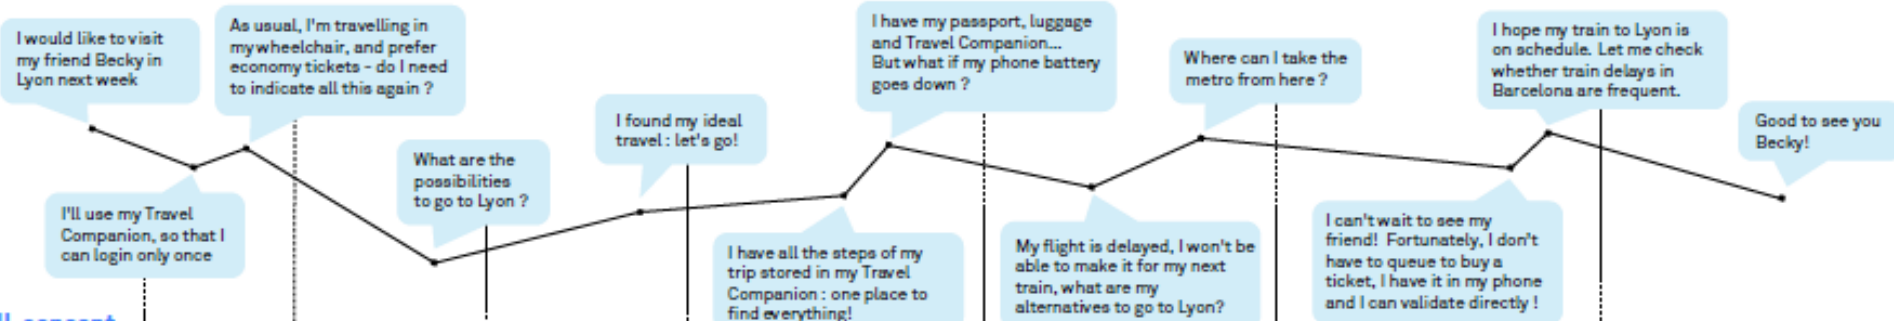 I would like to visit
my friend Becky in
Lyon next week
I'll use my Travel
Companion, so that I
can login only once
As usual, I'm travelling in
my wheelchair, and prefer
economy tickets - do I need
to indicate all this again ?
What are the
possibilities
to go to Lyon ?
I found my ideal
travel : let's go!
I have all the steps of my
trip stored in my Travel
Companion : one place to
find everything!
I have my passport, luggage
and Travel Companion...
But what if my phone battery
goes down ?
My flight is delayed, I won't be
able to make it for my next
train, what are my
alternatives to go to Lyon?
Where can I take the
metro from here ?
I can't wait to see my
friend! Fortunately, I don't
have to queue to buy a
ticket, I have it in my phone
and I can validate directly !
I hope my train to Lyon is
on schedule. Let me check
whether train delays in
Barcelona are frequent.
Good to see you
Becky!